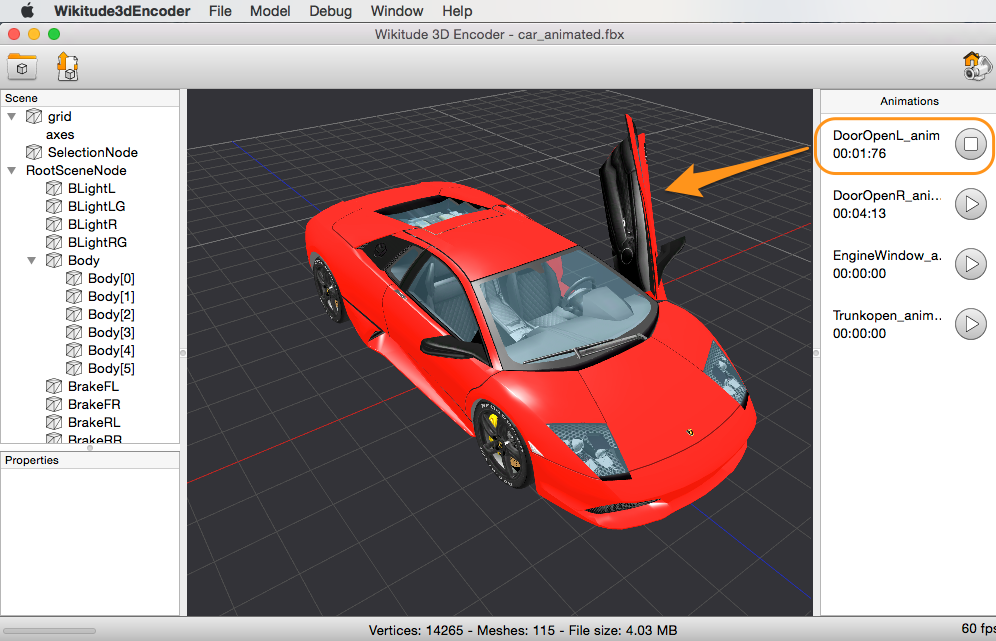 Wikitude3dEncoder File Model Debug Window Help
Wikitude 3D Encoder - car_animated.fbx
Scene
grid
axes
SelectionNode
RootSceneNode
BLightL
BLightLG
BLightR
BLightRG
Body
Body[0]
Body[1]
Body[2]
Body[3]
Body[4]
Body[5]
BrakeFL
BrakeFR
BrakeRL
BrakeRR
Properties
Animations
DoorOpenL_anim
00:01:76
DoorOpenR_ani...
00:04:13
EngineWindow_a.
00:00:00
Trunkopen_anim..
00:00:00
Vertices: 14265 - Meshes: 115 - File size: 4.03 MB
60 fps